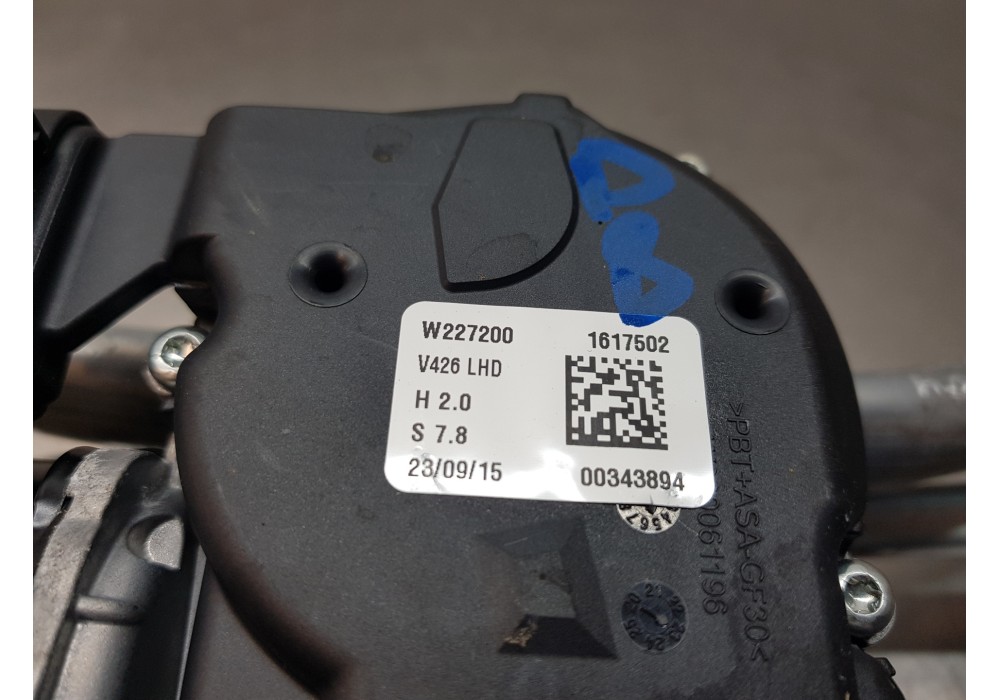 W227200
1617502
V426 LHD
H 2.0
S 7.8
23/09/15
00343894
>PBT+ASA-GF30<